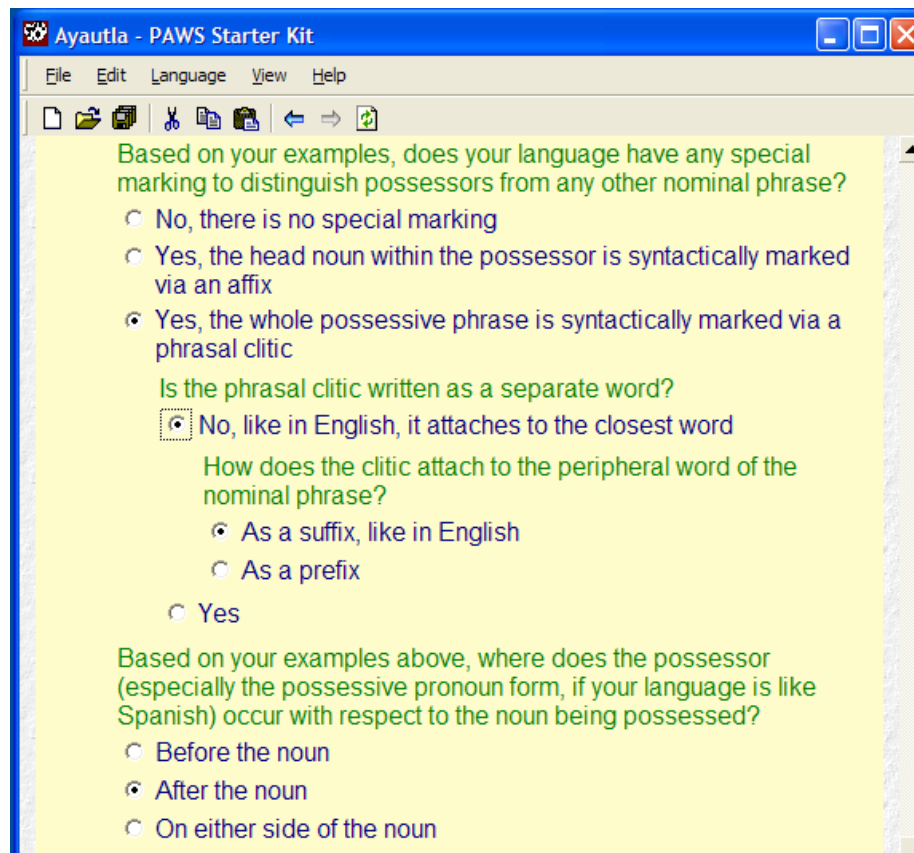 Ayautla - PAWS Starter Kit
File Edit Language View Help
Based on your examples, does your language have any special
marking to distinguish possessors from any other nominal phrase?
No, there is no special marking
Yes, the head noun within the possessor is syntactically marked
via an affix
Yes, the whole possessive phrase is syntactically marked via a
phrasal clitic
Is the phrasal clitic written as a separate word?
No, like in English, it attaches to the closest word
How does the clitic attach to the peripheral word of the
nominal phrase?
As a suffix, like in English
As a prefix
Yes
Based on your examples above, where does the possessor
(especially the possessive pronoun form, if your language is like
Spanish) occur with respect to the noun being possessed?
Before the noun
After the noun
On either side of the noun